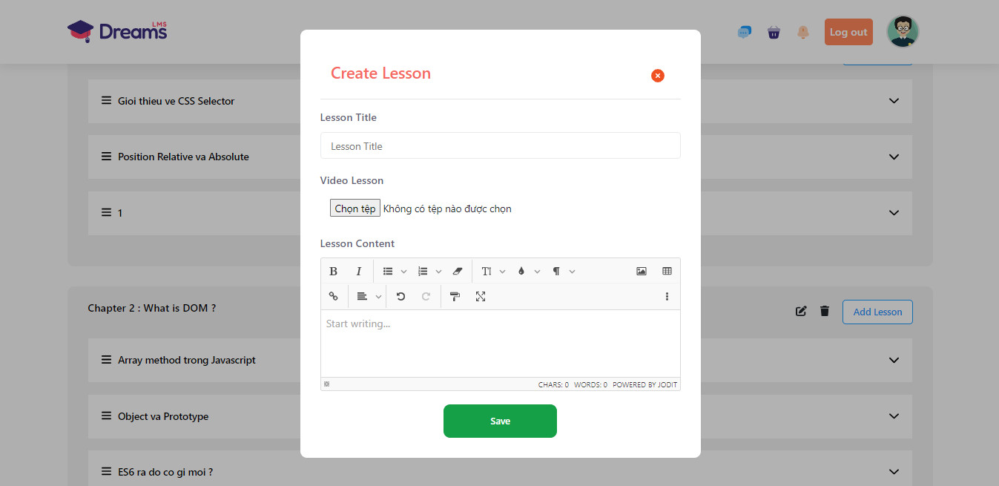 Dreams LMS
Log out
Create Lesson
Gioi thieu ve CSS Selector
Lesson Title
Lesson Title
Position Relative va Absolute
Video Lesson
Chọn tệp Không có tệp nào được chọn
1
Lesson Content
B I
Start writing...
CHARS: 0 WORDS: 0 POWERED BY JODIT
Save
Chapter 2 : What is DOM ?
Add Lesson
Array method trong Javascript
Object va Prototype
ES6 ra do co gi moi ?